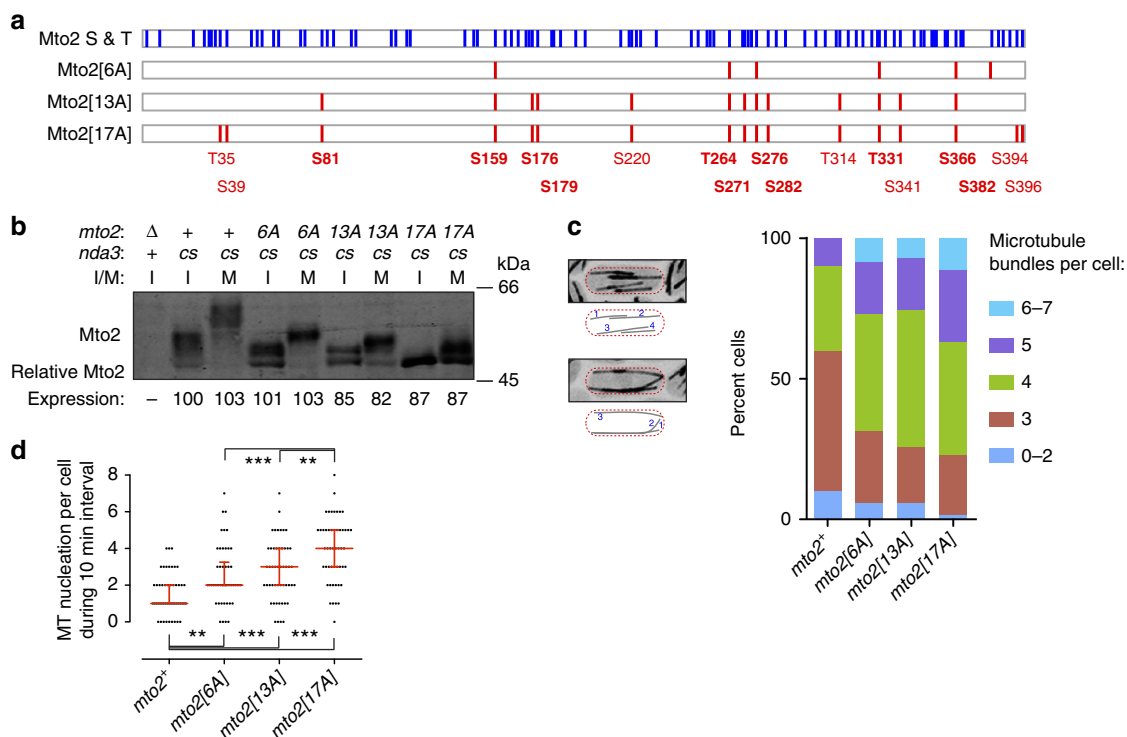 a
Mto2 S & T
Mto2[6A]
Mto2[13A]
Mto2[17A]
T35 S81 S159 S176 S220 T264 S276 T314 T331 S366 S394
S39 S179 S271 S282 S341 S382 S396
b
mto2: Δ + + 6A 6A 13A 13A 17A 17A
nda3: + cs cs cs cs cs cs cs cs
I/M: I I M I M I M I M
kDa
66
Mto2
45
Relative Mto2
Expression: – 100 103 101 103 85 82 87 87
c
1 2
3 4
3 2 1
Percent cells
100
50
0
mto2+ mto2[6A] mto2[13A] mto2[17A]
Microtubule
bundles per cell:
6–7
5
4
3
0–2
d
MT nucleation per cell
during 10 min interval
8
6
4
2
0
*** **
** *** ***
mto2+ mto2[6A] mto2[13A] mto2[17A]